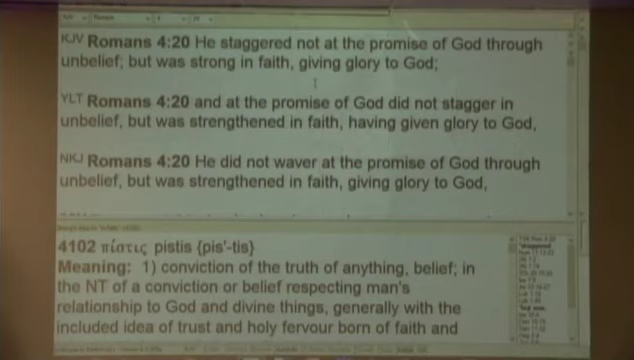 KJV Romans 4:20 He staggered not at the promise of God through
unbelief; but was strong in faith, giving glory to God;
YLT Romans 4:20 and at the promise of God did not stagger in
unbelief, but was strengthened in faith, having given glory to God,
NKJ Romans 4:20 He did not waver at the promise of God through
unbelief, but was strengthened in faith, giving glory to God,
4102 πίστις pistis {pis'-tis}
Meaning: 1) conviction of the truth of anything, belief; in
the NT of a conviction or belief respecting man's
relationship to God and divine things, generally with the
included idea of trust and holy fervour born of faith and